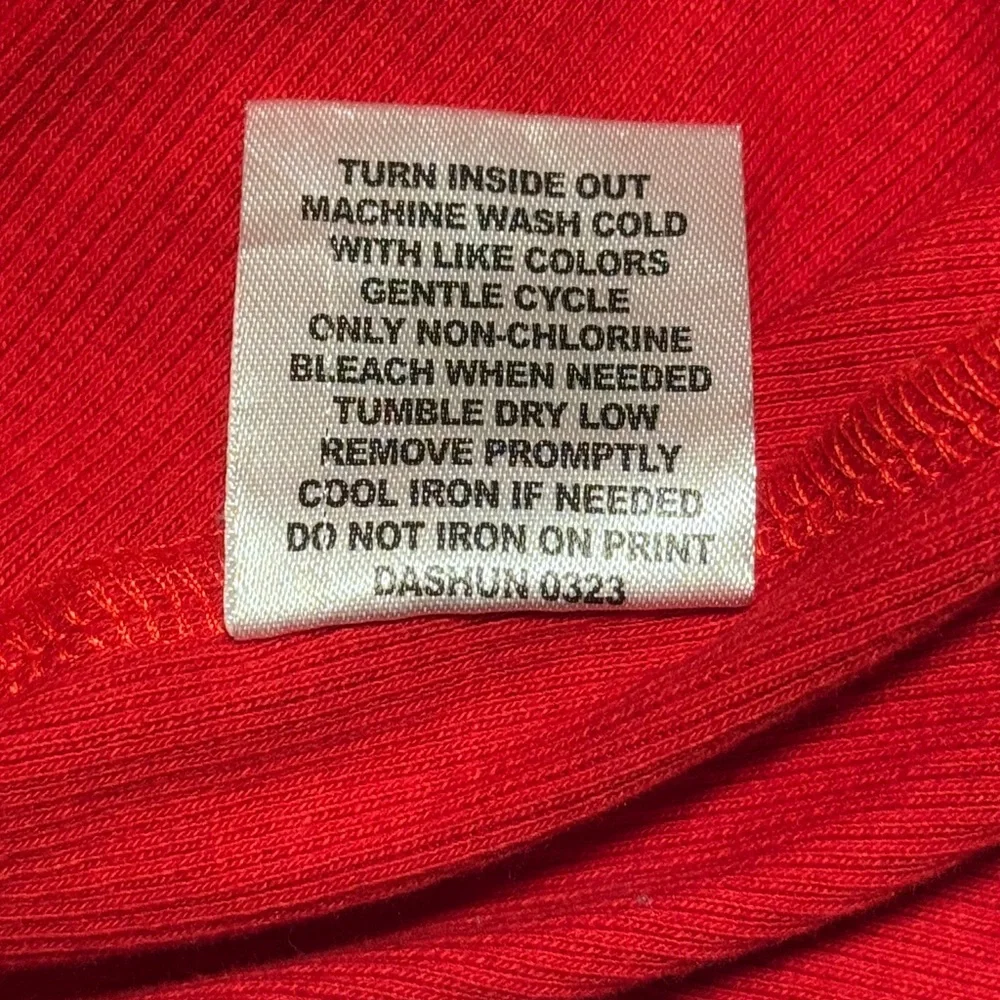 TURN INSIDE OUT
MACHINE WASH COLD
WITH LIKE COLORS
GENTLE CYCLE
ONLY NON-CHLORINE
BLEACH WHEN NEEDED
TUMBLE DRY LOW
REMOVE PROMPTLY
COOL IRON IF NEEDED
DO NOT IRON ON PRINT
DASHUN 0323